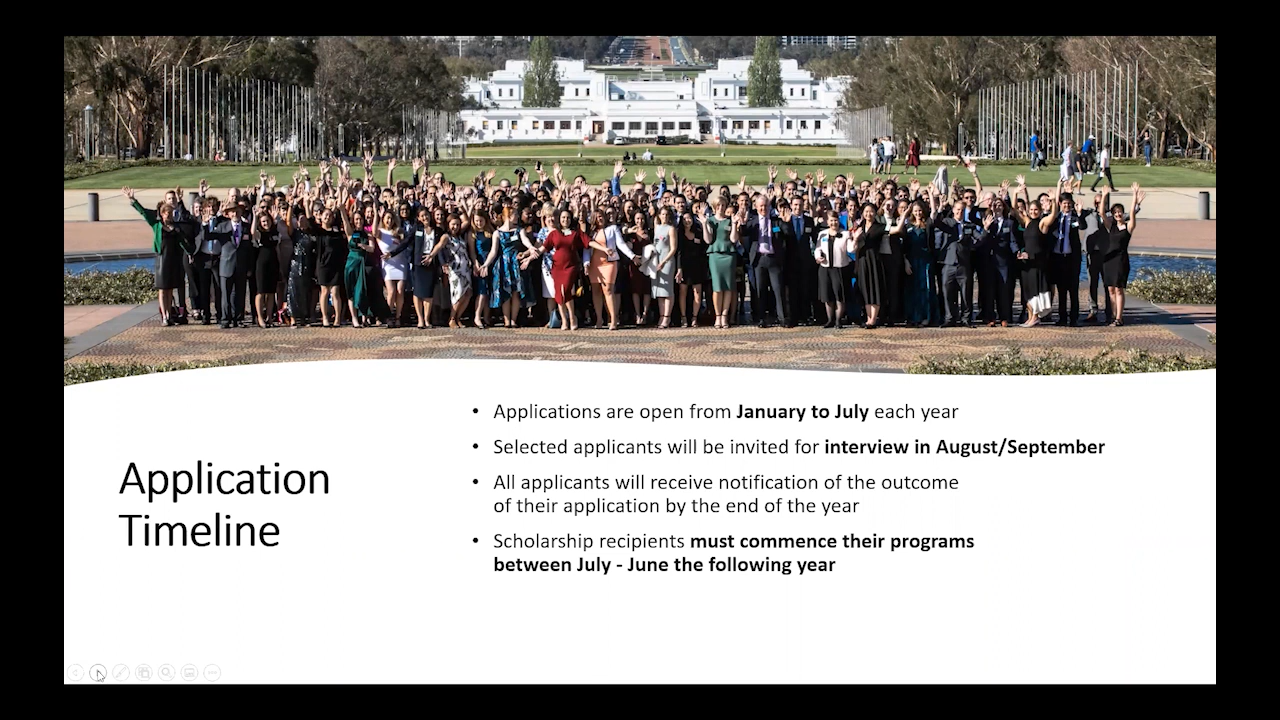 Application
Timeline
• Applications are open from January to July each year
• Selected applicants will be invited for interview in August/September
• All applicants will receive notification of the outcome
of their application by the end of the year
• Scholarship recipients must commence their programs
between July - June the following year